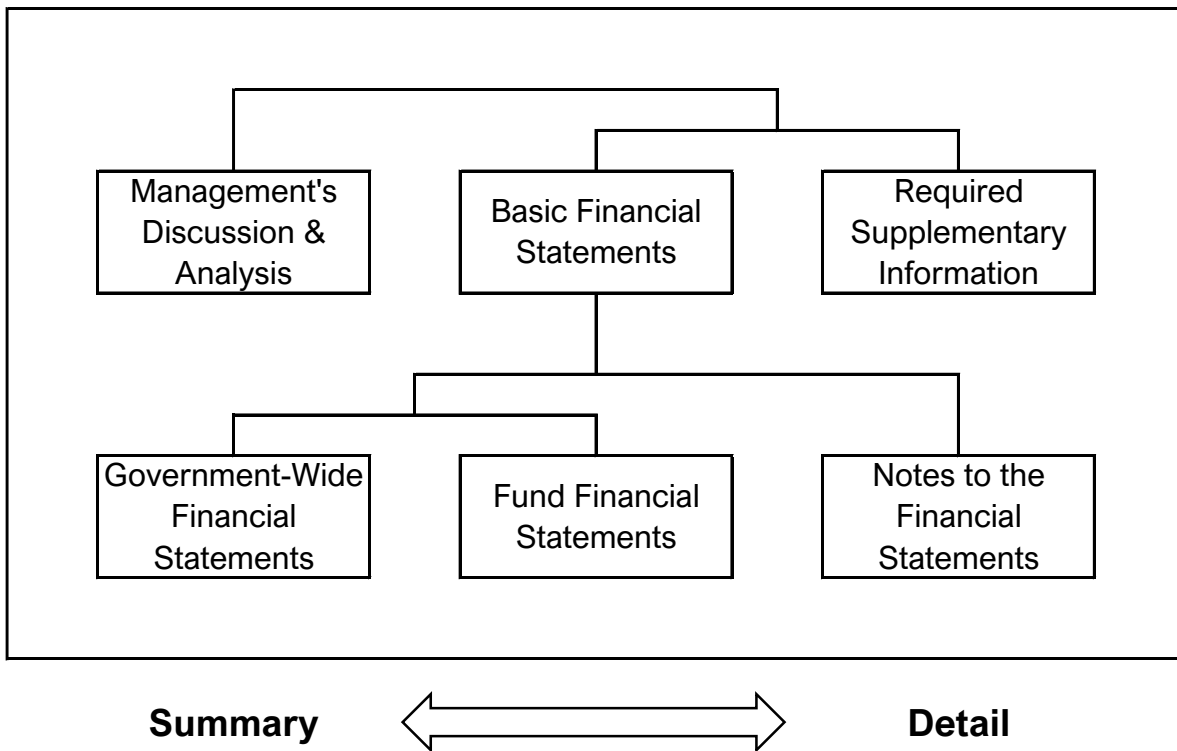 Management's
Discussion &
Analysis
Basic Financial
Statements
Required
Supplementary
Information
Government-Wide
Financial
Statements
Fund Financial
Statements
Notes to the
Financial
Statements
Summary
Detail